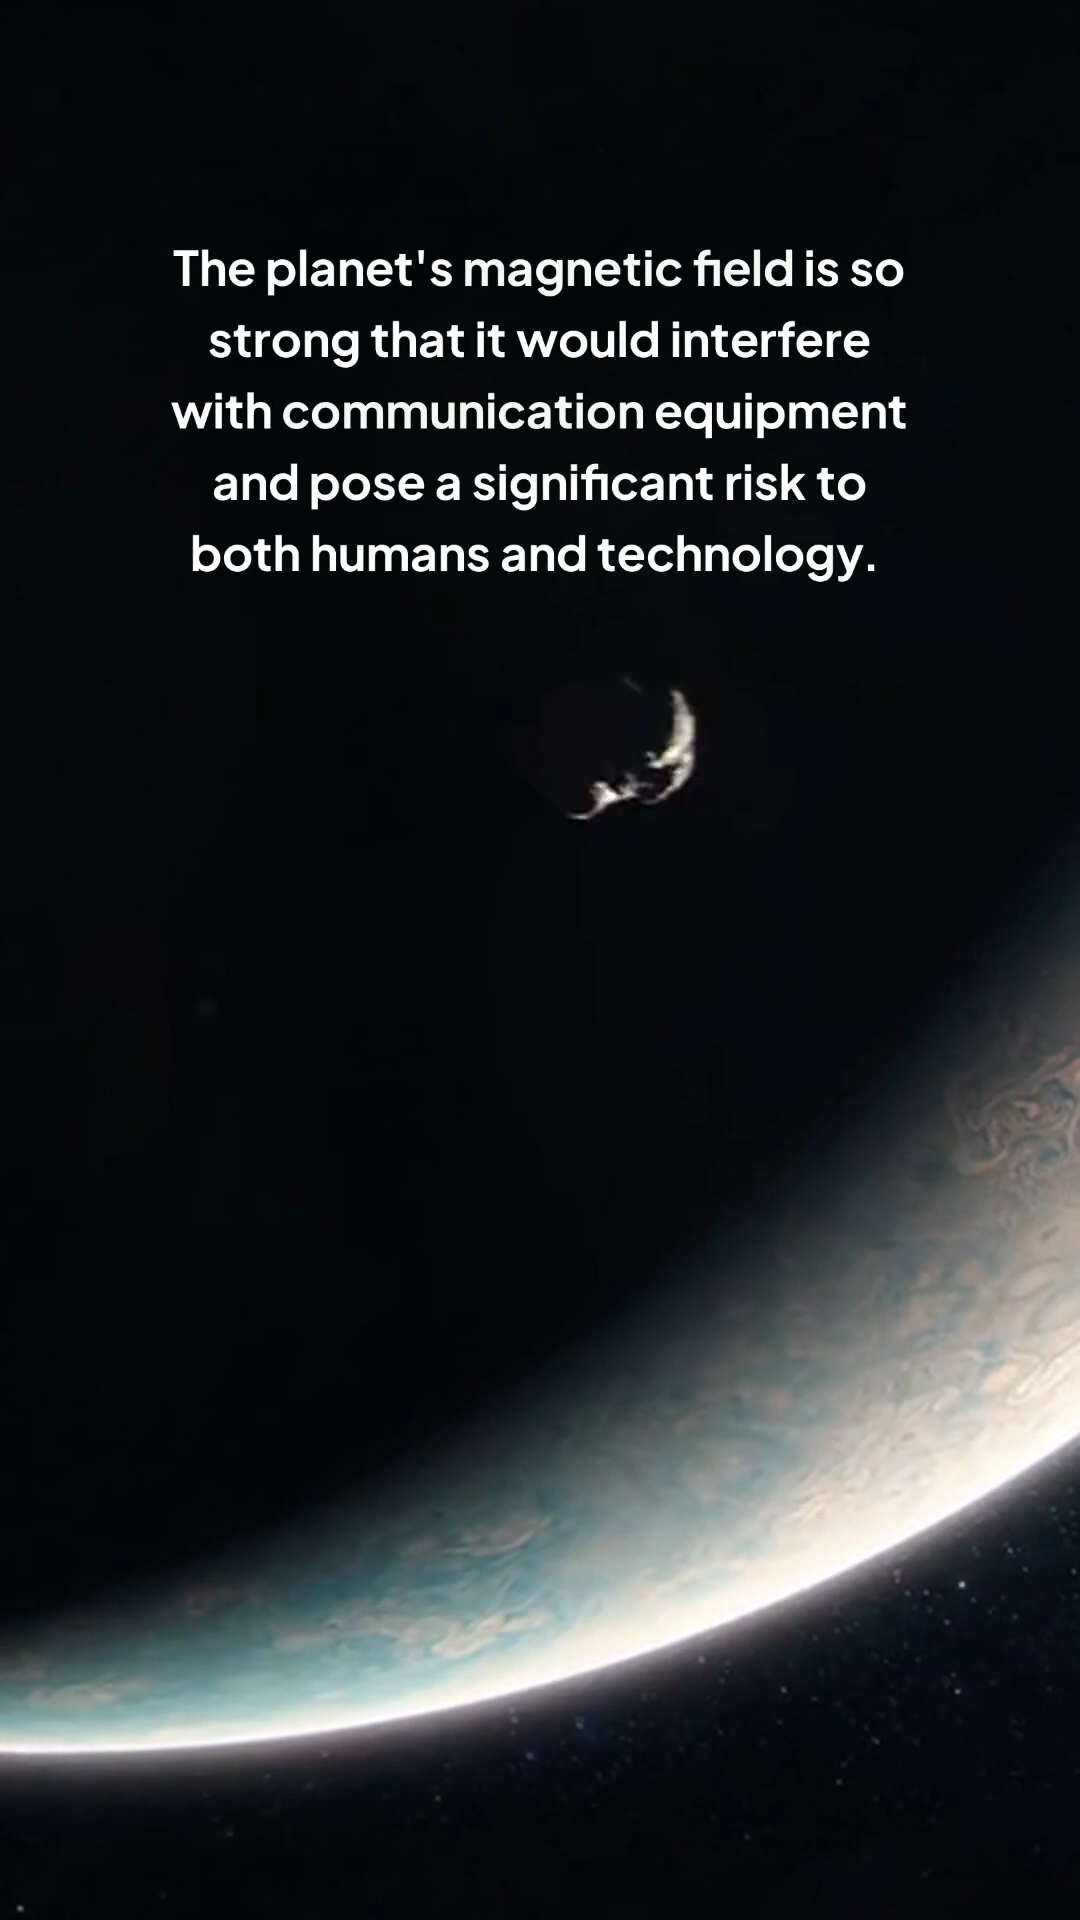 The planet's magnetic field is so
strong that it would interfere
with communication equipment
and pose a significant risk to
both humans and technology.